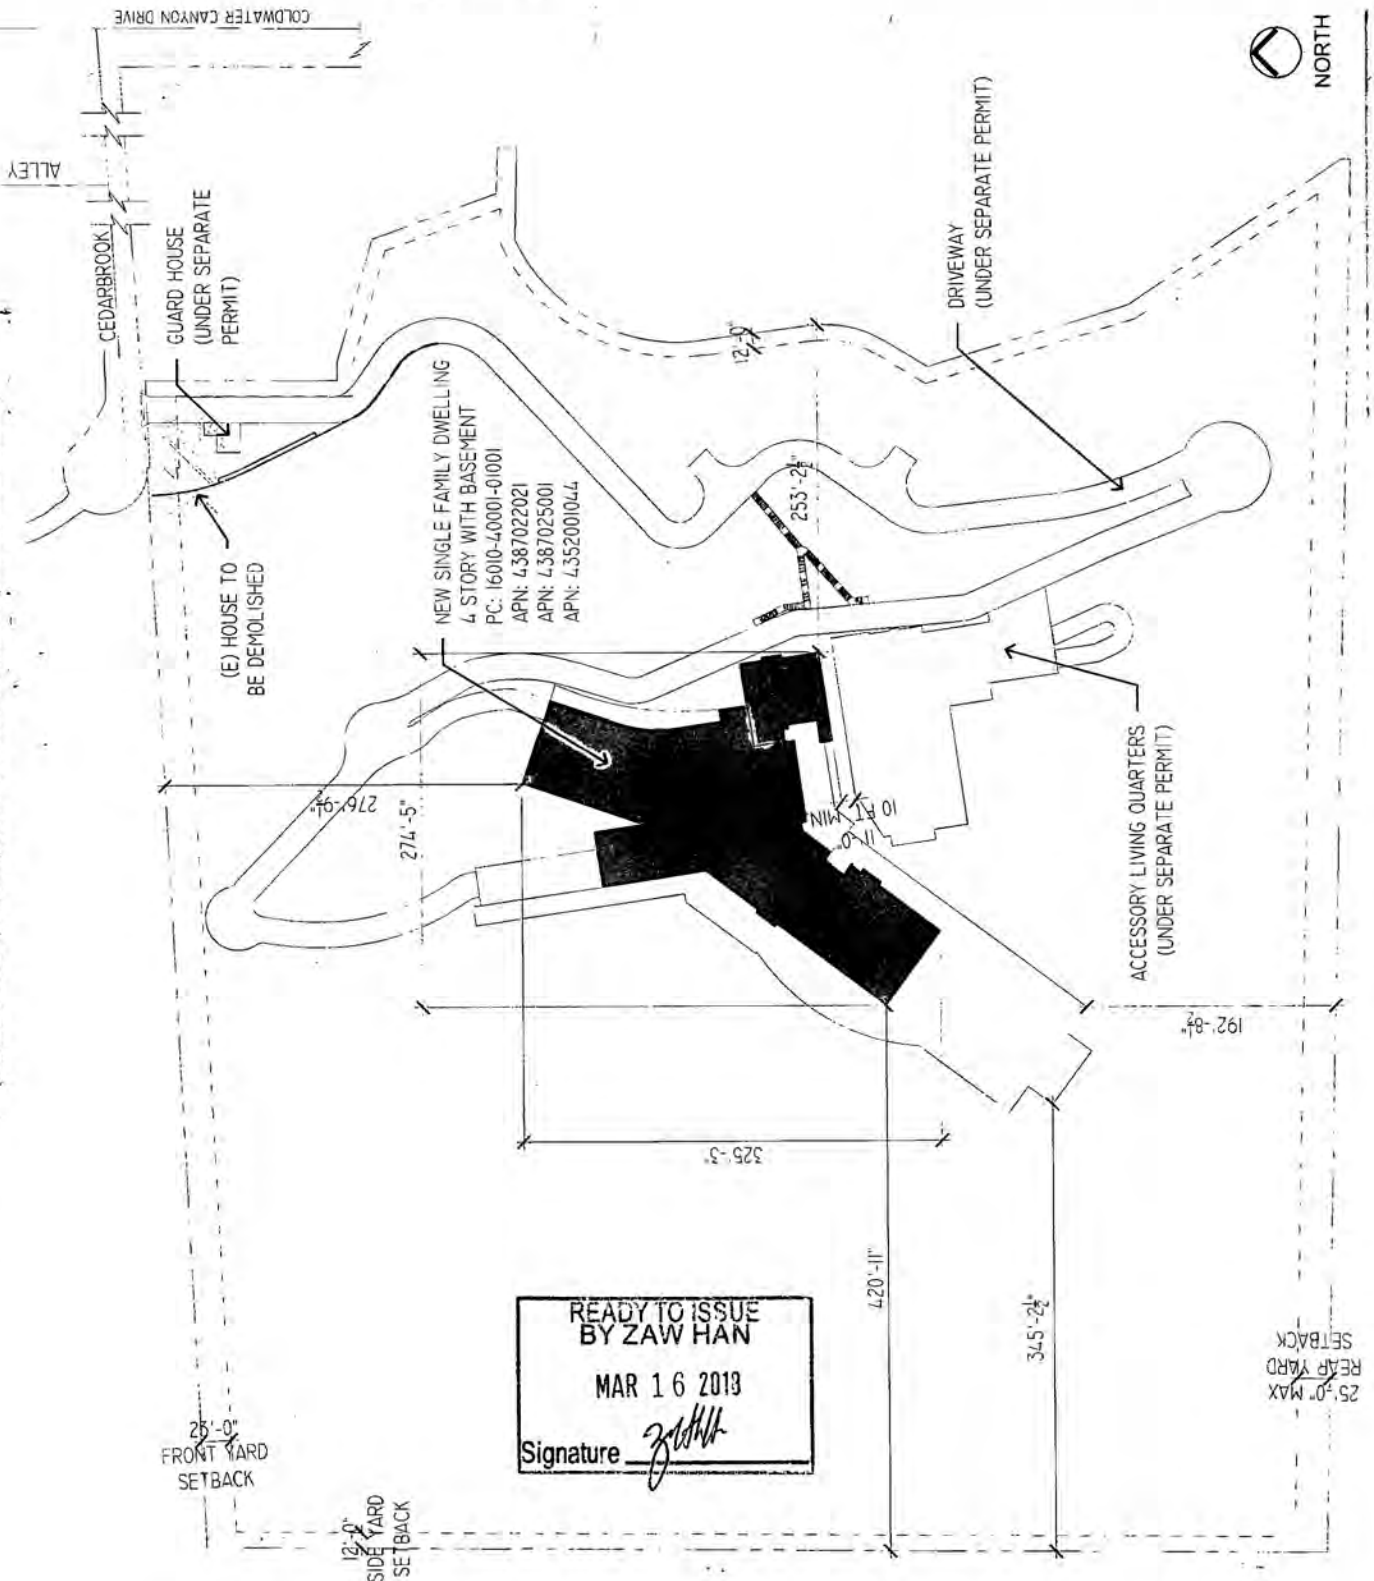 COLDWATER CANYON DRIVE
NORTH
ALLEY
CEDARBROOK
GUARD HOUSE
(UNDER SEPARATE
PERMIT)
DRIVEWAY
(UNDER SEPARATE PERMIT)
12'-0"
(E) HOUSE TO
BE DEMOLISHED
NEW SINGLE FAMILY DWELLING
4 STORY WITH BASEMENT
PC: 16010-40001-01001
APN: 4387022021
APN: 4387025001
APN: 4352001044
253'-2½"
276'-9½"
274'-5"
11'-0"
10 FT
MIN
ACCESSORY LIVING QUARTERS
(UNDER SEPARATE PERMIT)
192'-8½"
325'-3"
420'-11"
345'-2½"
READY TO ISSUE
BY ZAW HAN
MAR 16 2018
Signature
25'-0"
FRONT YARD
SETBACK
12'-0"
SIDE YARD
SETBACK
25'-0" MAX
REAR YARD
SETBACK